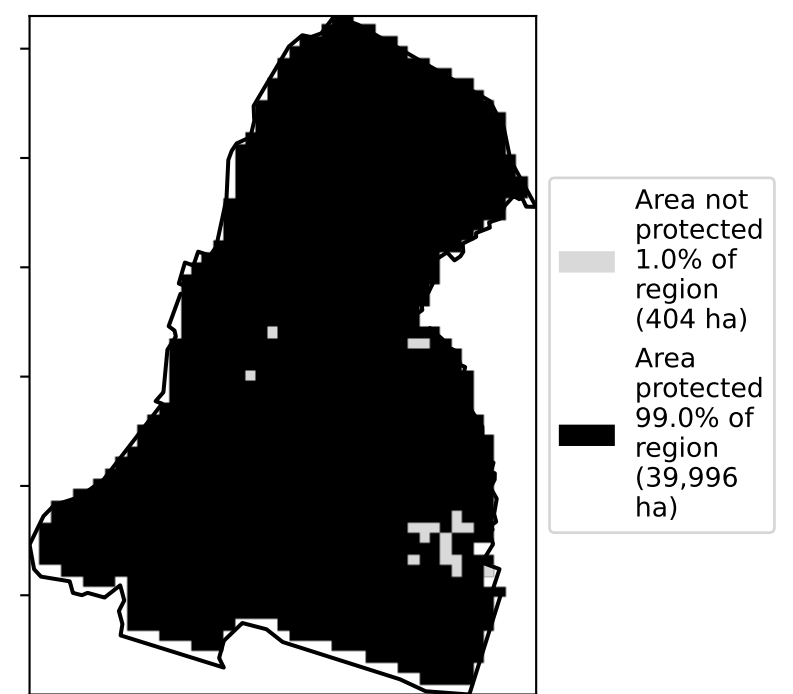 Area not
protected
1.0% of
region
(404 ha)
Area
protected
99.0% of
region
(39,996
ha)